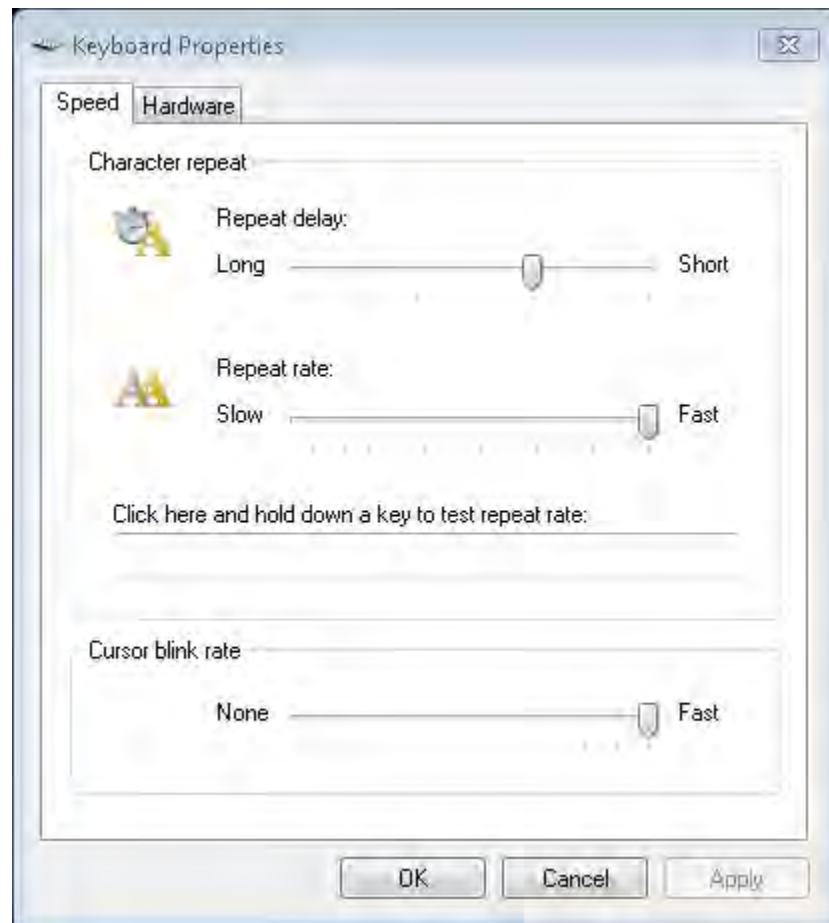 Keyboard Properties
Speed Hardware
Character repeat
Repeat delay:
Long Short
Repeat rate:
Slow Fast
Click here and hold down a key to test repeat rate:
Cursor blink rate
None Fast
OK Cancel Apply